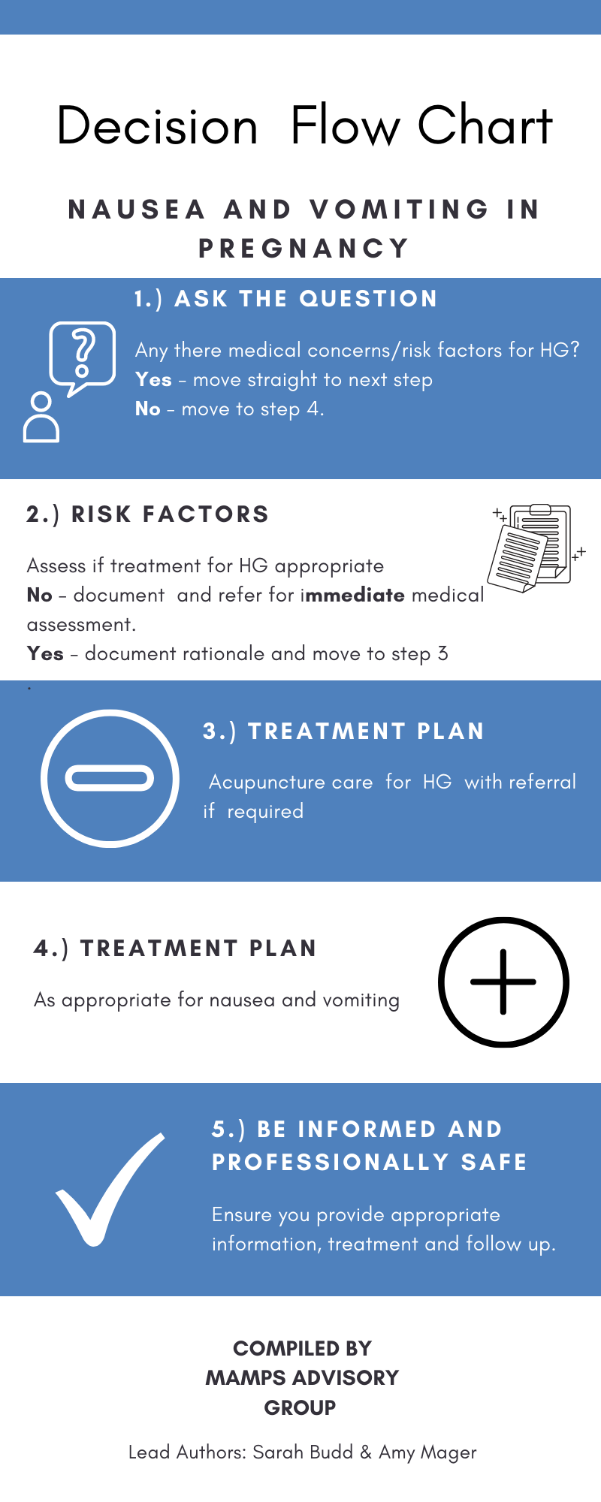 Decision Flow Chart
NAUSEA AND VOMITING IN
PREGNANCY
1.) ASK THE QUESTION
Any there medical concerns/risk factors for HG?
Yes - move straight to next step
No - move to step 4.
?
2.) RISK FACTORS
Assess if treatment for HG appropriate
No - document and refer for immediate medical
assessment.
Yes - document rationale and move to step 3
.
3.) TREATMENT PLAN
Acupuncture care for HG with referral
if required
4.) TREATMENT PLAN
As appropriate for nausea and vomiting
5.) BE INFORMED AND
PROFESSIONALLY SAFE
Ensure you provide appropriate
information, treatment and follow up.
COMPILED BY
MAMPS ADVISORY
GROUP
Lead Authors: Sarah Budd & Amy Mager